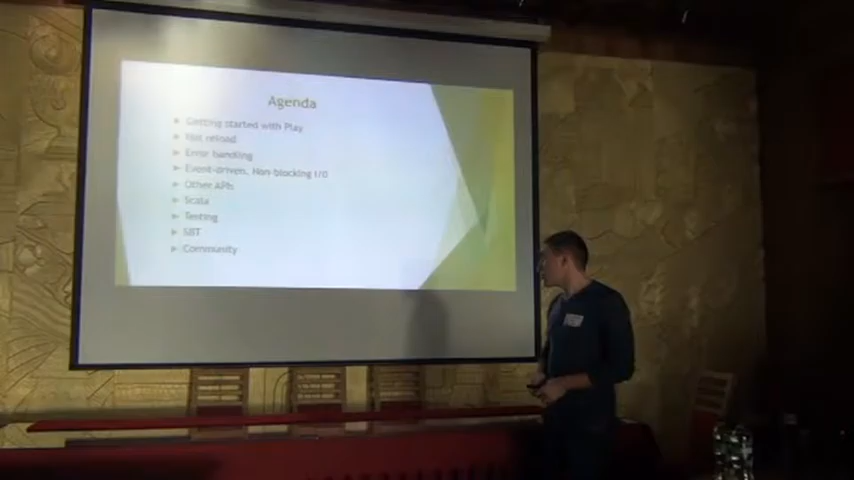 Agenda
Getting started with Play
Hot reload
Error handling
Event-driven, Non-blocking I/O
Other APIs
Scala
Testing
SBT
Community